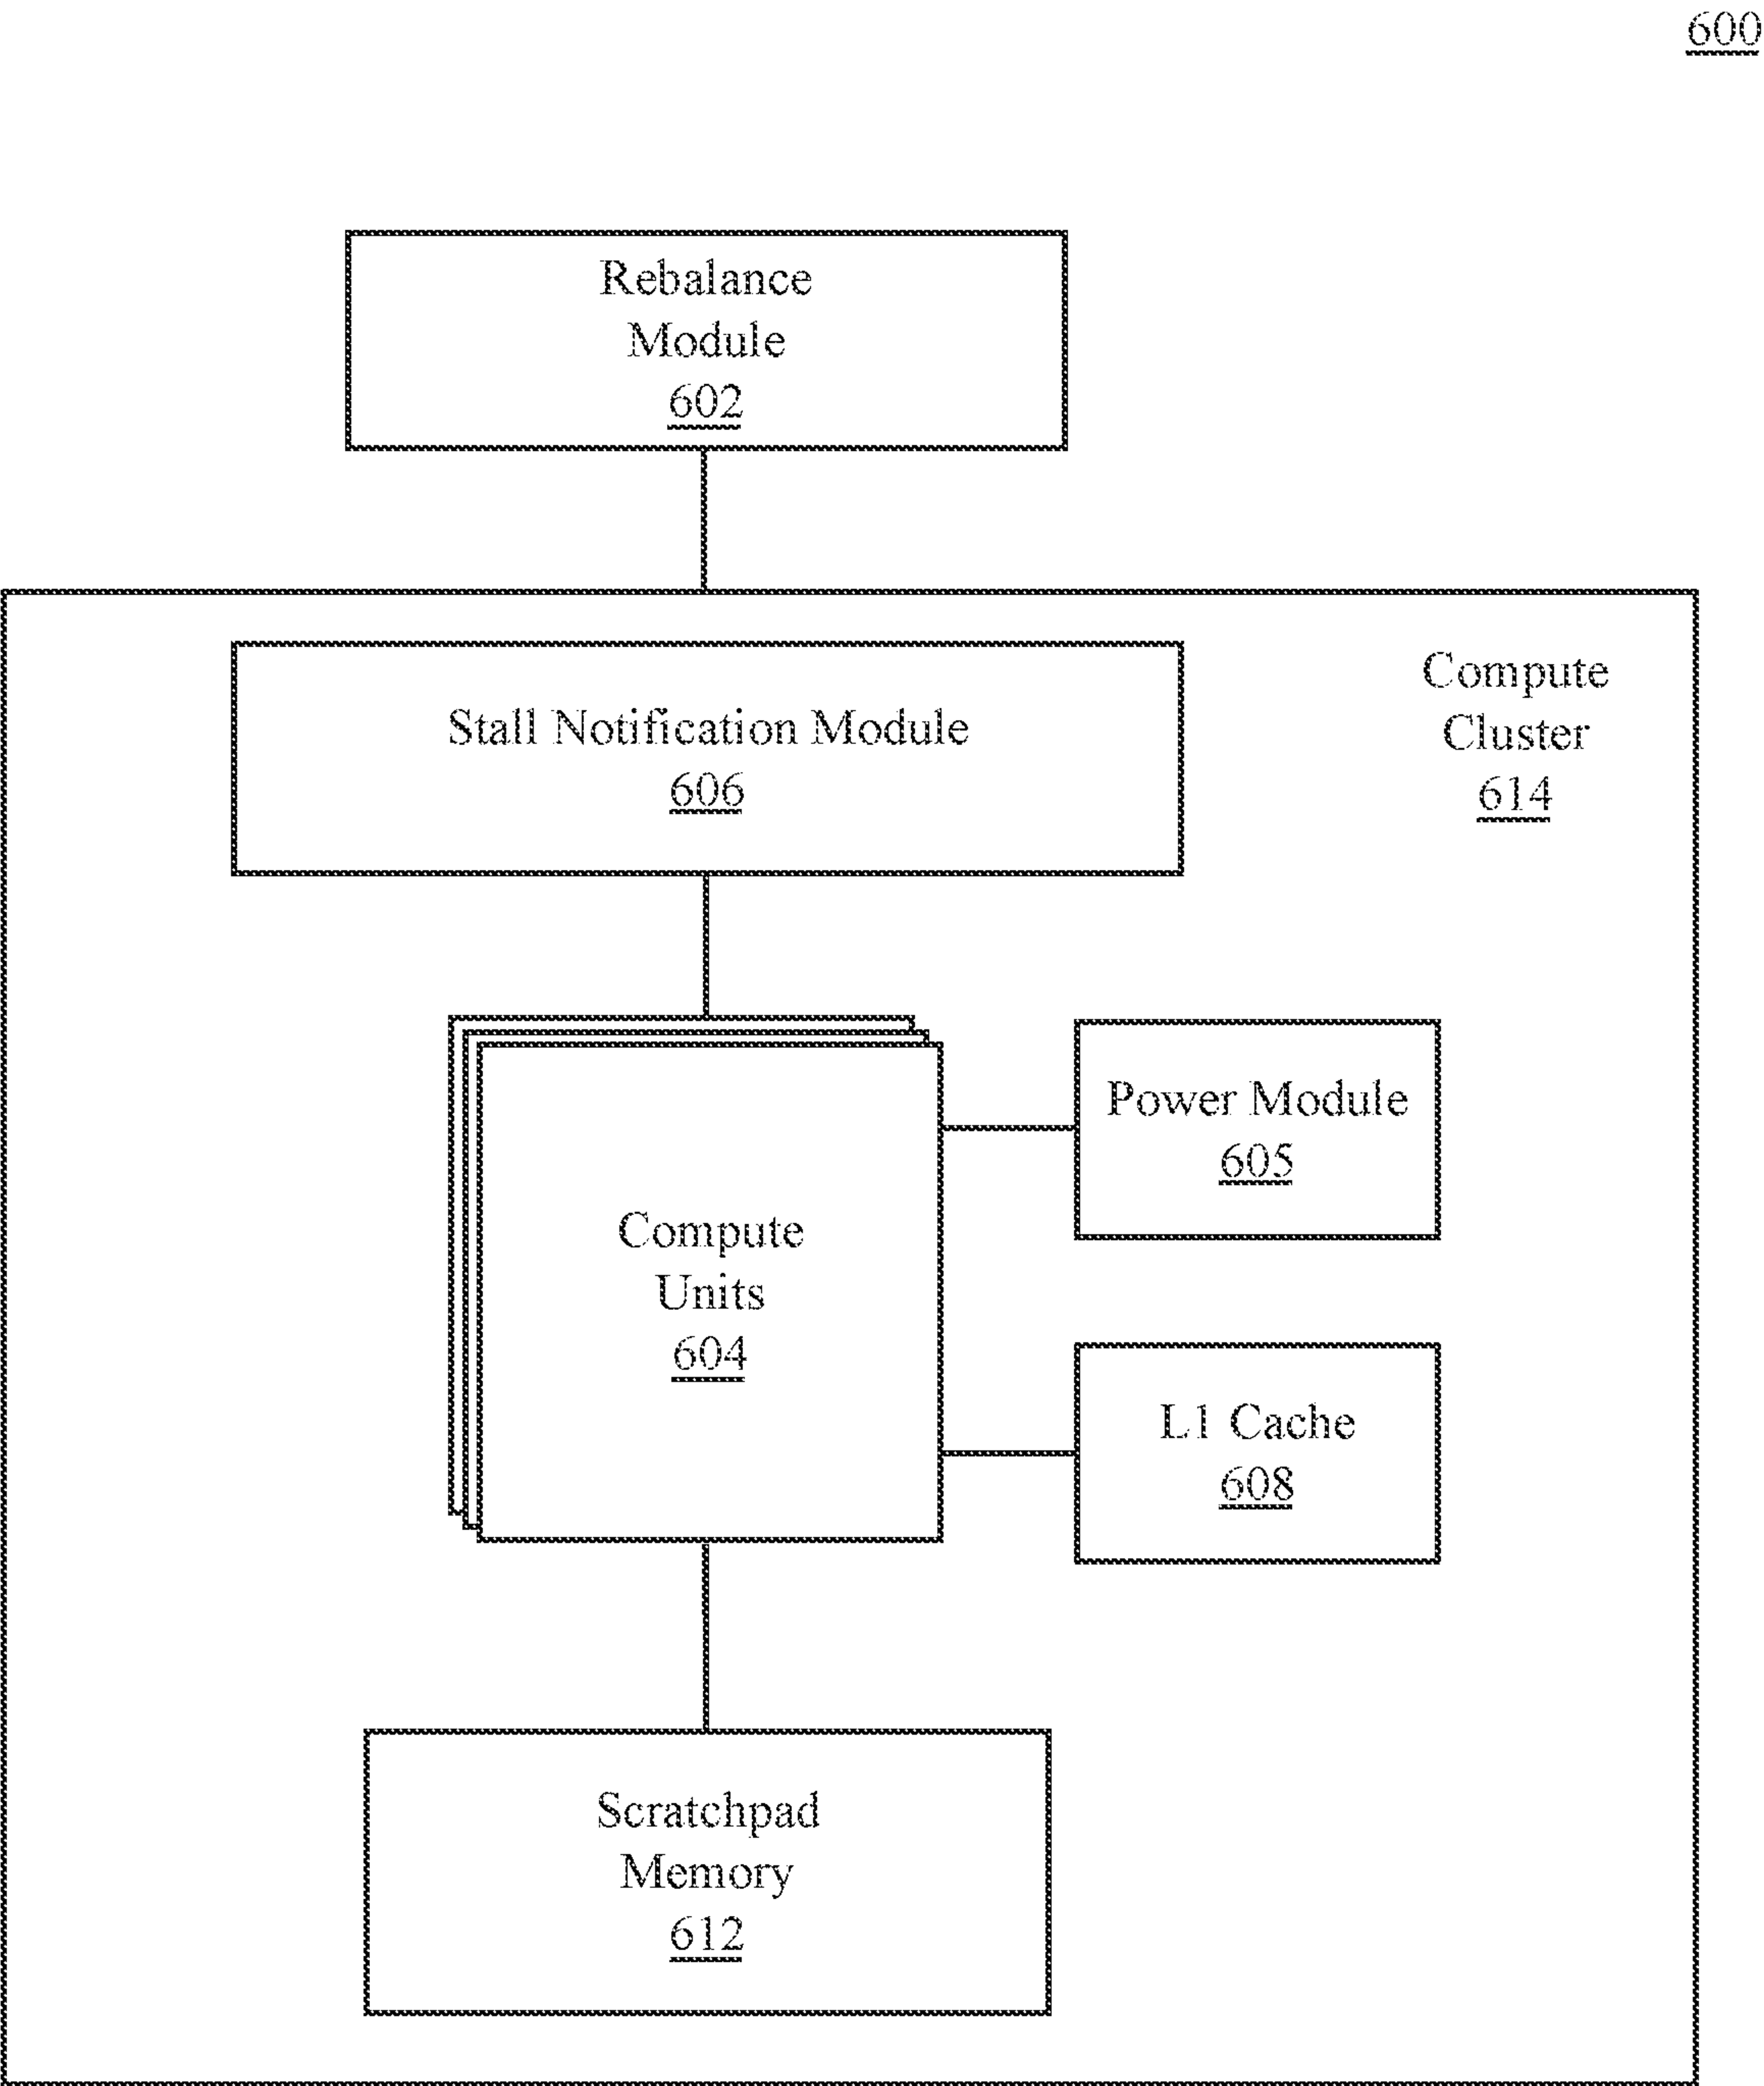 600
Rebalance
Module
602
Stall Notification Module
606
Compute
Cluster
614
Compute
Units
604
Power Module
605
L1 Cache
608
Scratchpad
Memory
612